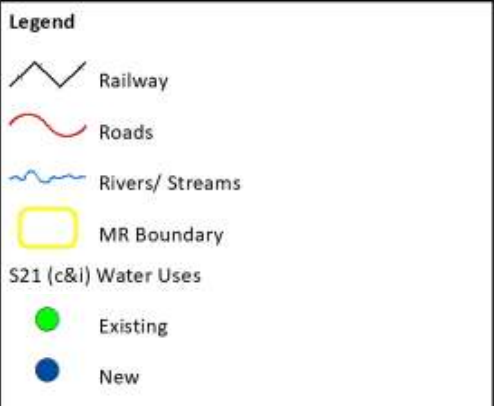 Legend
Railway
Roads
Rivers/ Streams
MR Boundary
S21 (c&i) Water Uses
Existing
New